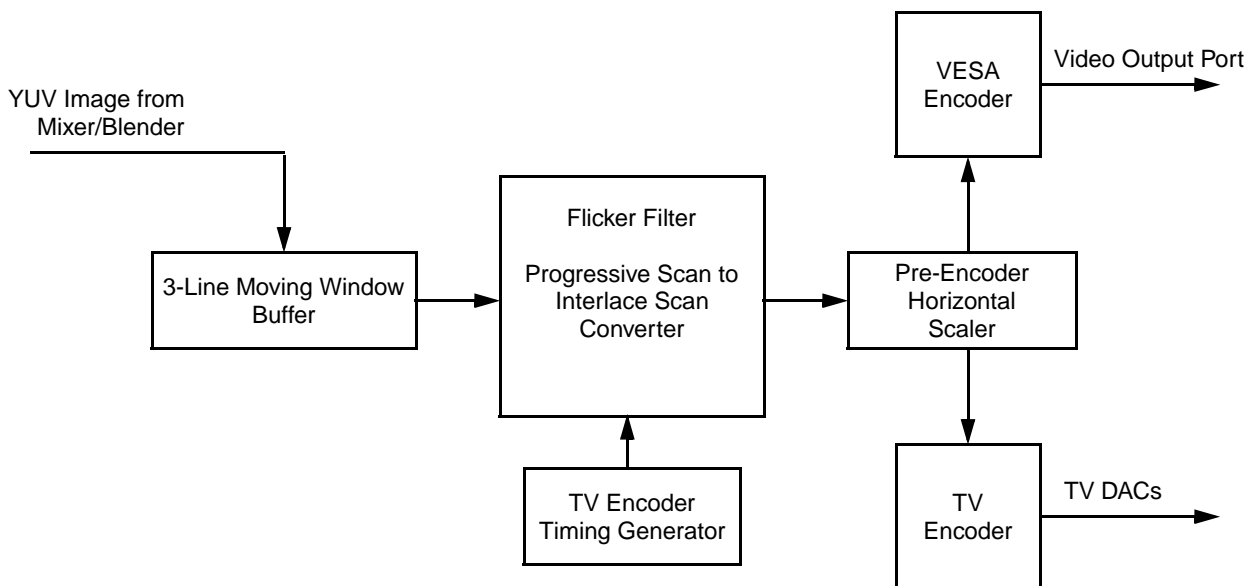 YUV Image from
Mixer/Blender
3-Line Moving Window
Buffer
Flicker Filter
Progressive Scan to
Interlace Scan
Converter
TV Encoder
Timing Generator
Pre-Encoder
Horizontal
Scaler
VESA
Encoder
Video Output Port
TV
Encoder
TV DACs